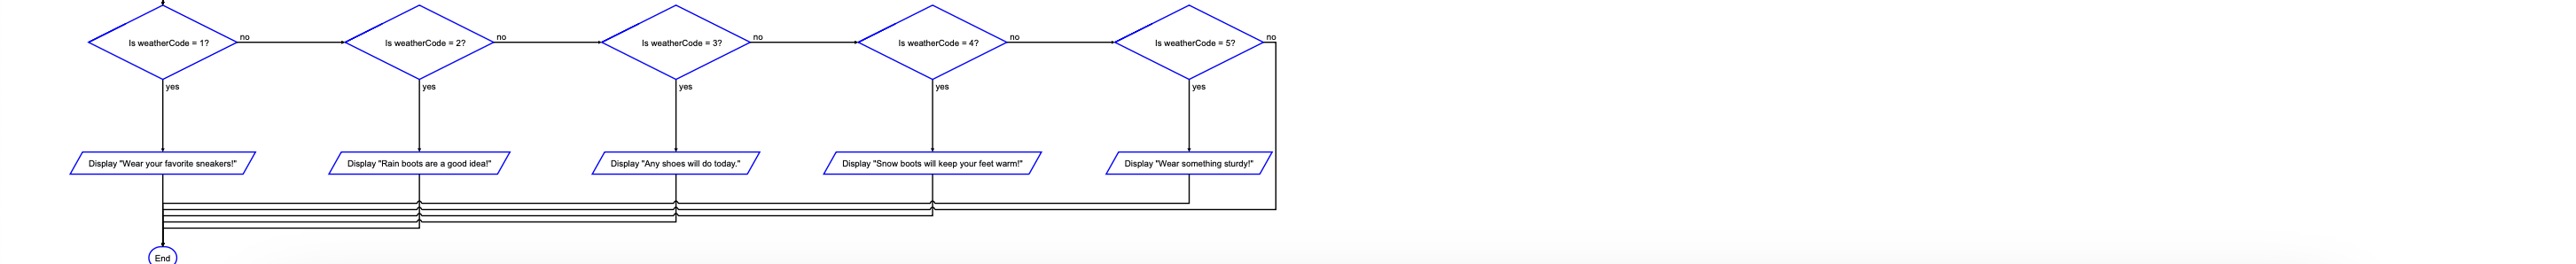 Is weatherCode = 1?
no
Is weatherCode = 2?
no
Is weatherCode = 3?
no
Is weatherCode = 4?
no
Is weatherCode = 5?
no
yes
yes
yes
yes
yes
Display "Wear your favorite sneakers!"
Display "Rain boots are a good idea!"
Display "Any shoes will do today."
Display "Snow boots will keep your feet warm!"
Display "Wear something sturdy!"
End